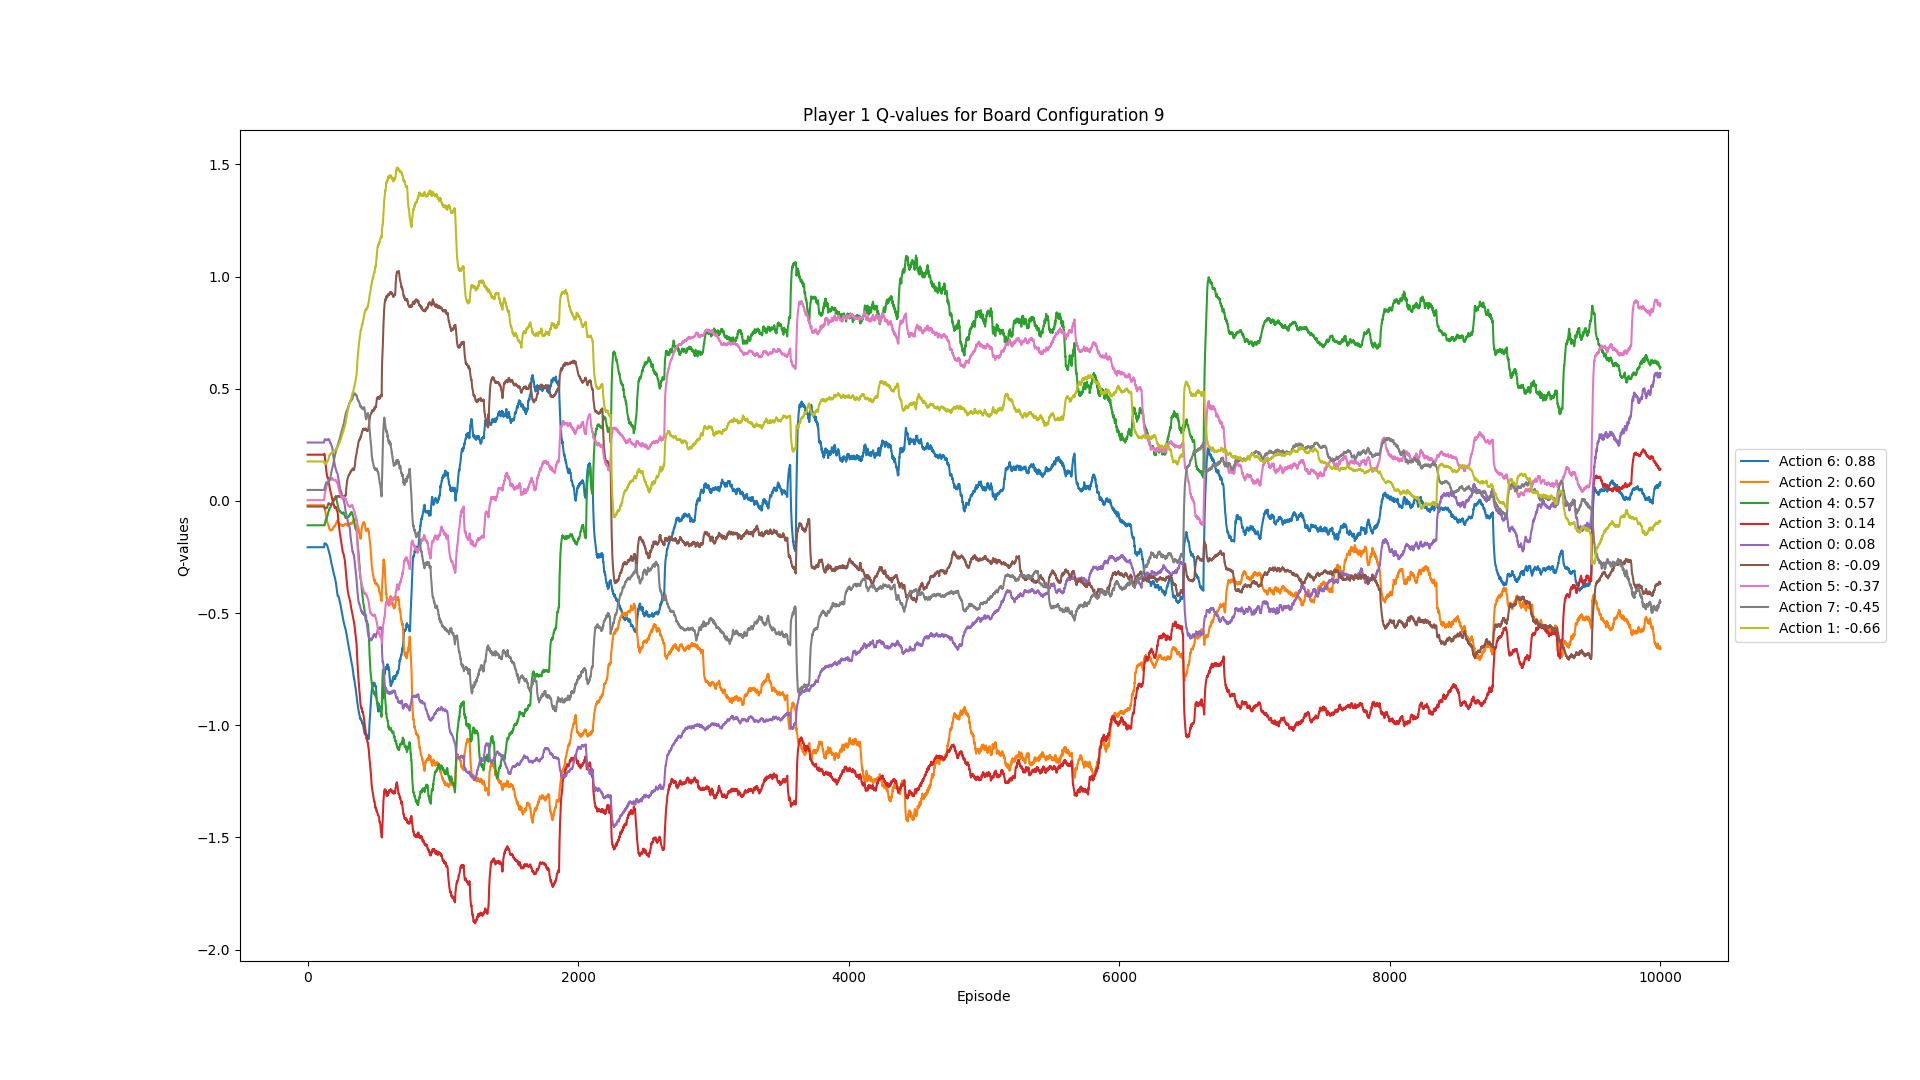 Player 1 Q-values for Board Configuration 9
1.5
1.0
0.5
0.0
−0.5
−1.0
−1.5
−2.0
Q-values
0 2000 4000 6000 8000 10000
Episode
Action 6: 0.88
Action 2: 0.60
Action 4: 0.57
Action 3: 0.14
Action 0: 0.08
Action 8: -0.09
Action 5: -0.37
Action 7: -0.45
Action 1: -0.66